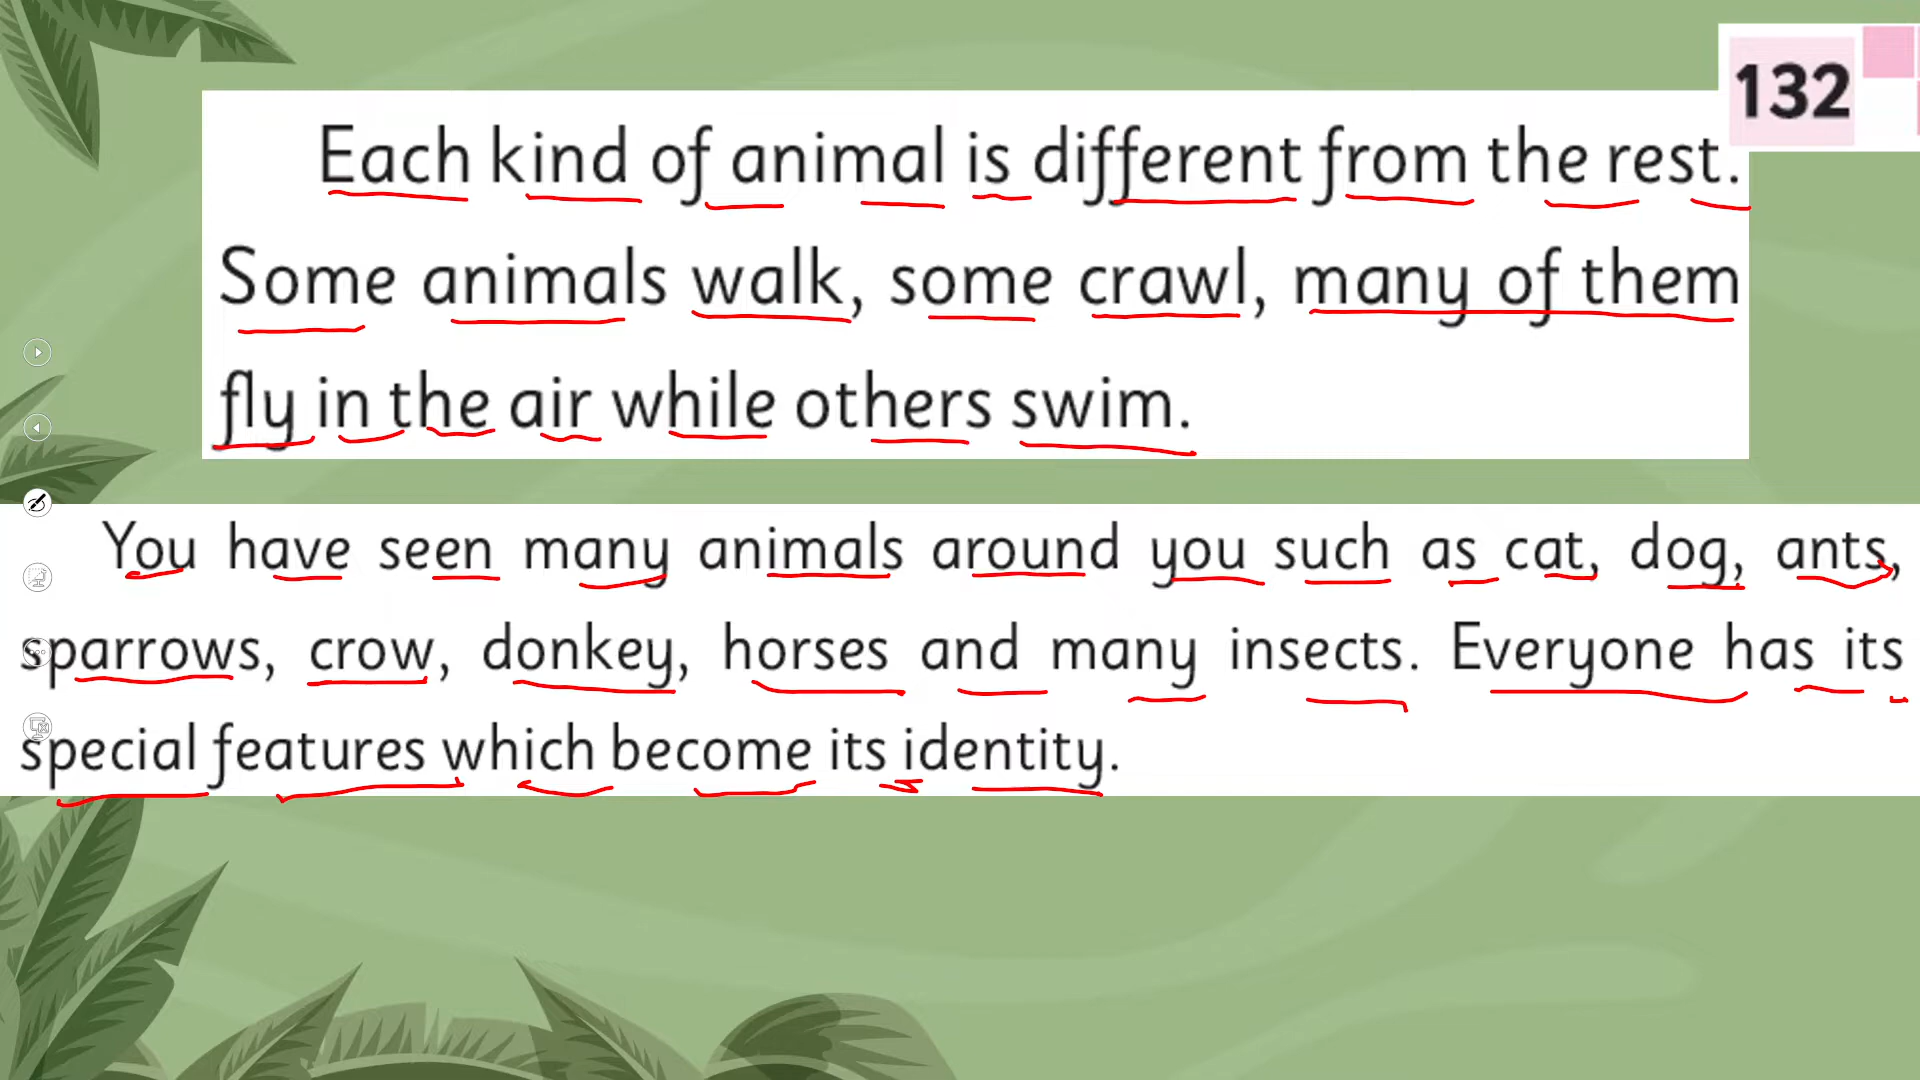 132
Each kind of animal is different from the rest.
Some animals walk, some crawl, many of them
fly in the air while others swim.
You have seen many animals around you such as cat, dog, ants,
sparrows, crow, donkey, horses and many insects. Everyone has its
special features which become its identity.